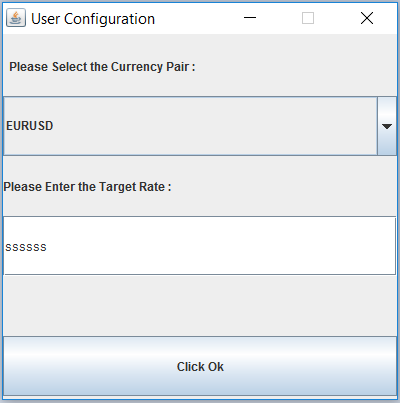 User Configuration
Please Select the Currency Pair :
EURUSD
Please Enter the Target Rate :
ssssss
Click Ok